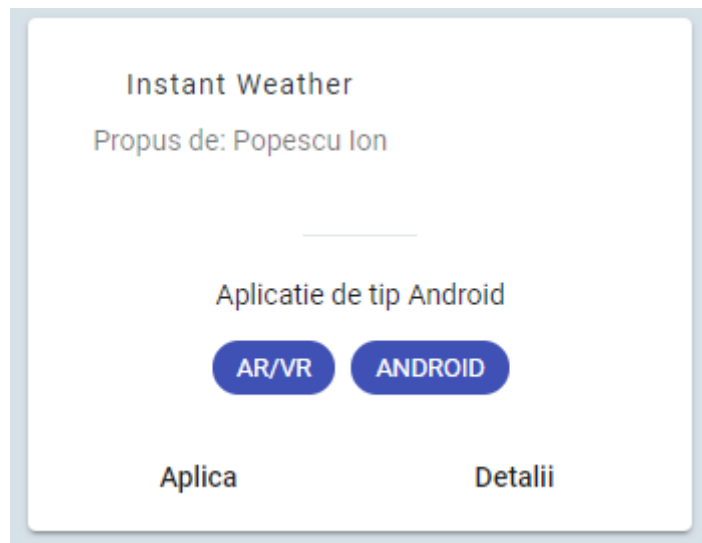 Instant Weather
Propus de: Popescu Ion
Aplicatie de tip Android
AR/VR ANDROID
Aplica Detalii